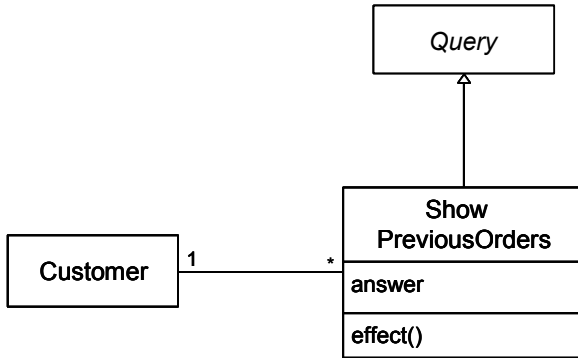 Query
Show
PreviousOrders
Customer
1
*
answer
effect()